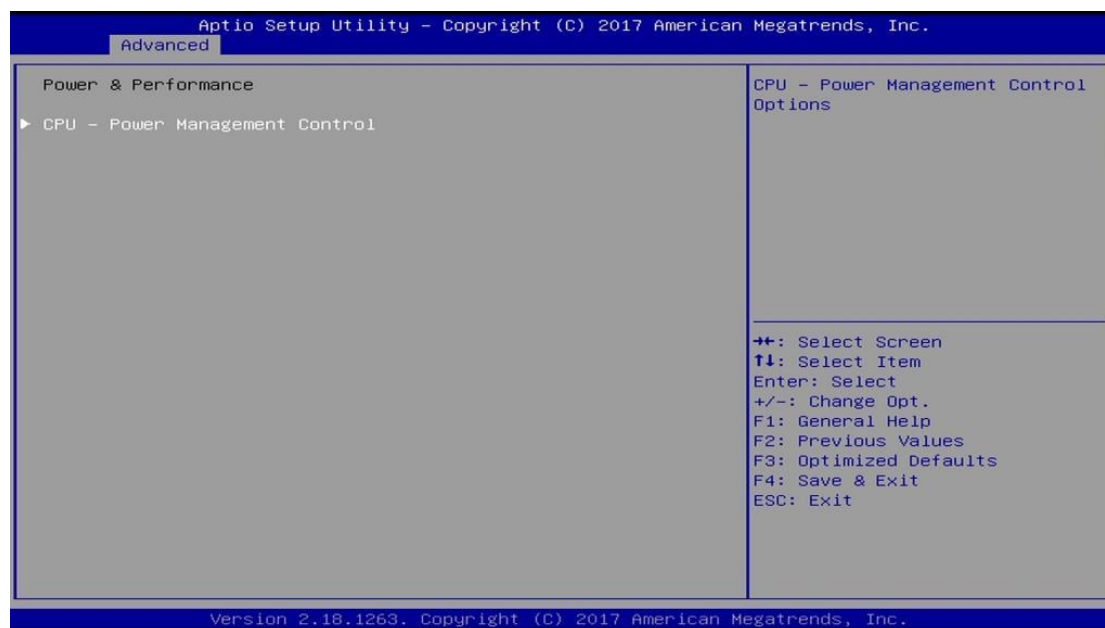 Aptio Setup Utility – Copyright (C) 2017 American Megatrends, Inc.
Advanced
Power & Performance
▶ CPU – Power Management Control
CPU – Power Management Control
Options
→←: Select Screen
↑↓: Select Item
Enter: Select
+/-: Change Opt.
F1: General Help
F2: Previous Values
F3: Optimized Defaults
F4: Save & Exit
ESC: Exit
Version 2.18.1263. Copyright (C) 2017 American Megatrends, Inc.